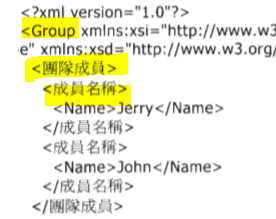 <?xml version="1.0"?>
<Group xmlns:xsi="http://www.w3
e" xmlns:xsd="http://www.w3.org/
<團隊成員>
<成員名稱>
<Name>Jerry</Name>
</成員名稱>
<成員名稱>
<Name>John</Name>
</成員名稱>
</團隊成員>